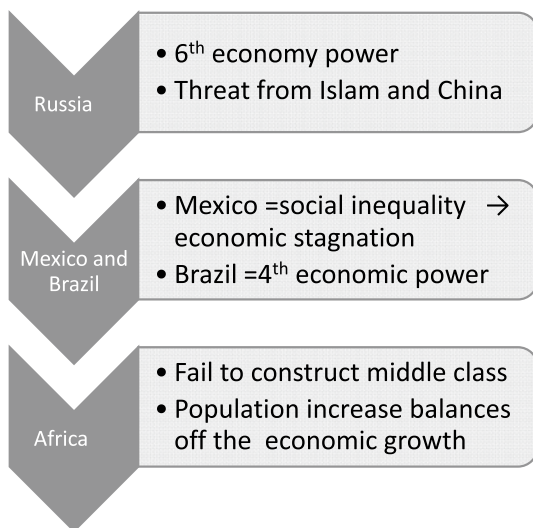 Russia
• 6th economy power
• Threat from Islam and China
Mexico and
Brazil
• Mexico =social inequality →
economic stagnation
• Brazil =4th economic power
Africa
• Fail to construct middle class
• Population increase balances
off the economic growth